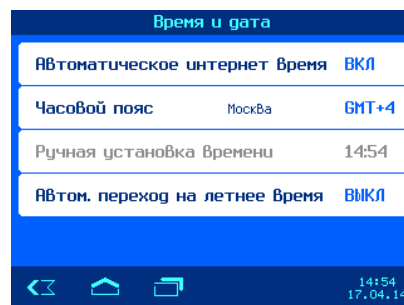 Время и дата
Автоматическое интернет время ВКЛ
Часовой пояс Москва GMT+4
Ручная установка времени 14:54
Автом. переход на летнее время ВЫКЛ
14:54
17.04.14